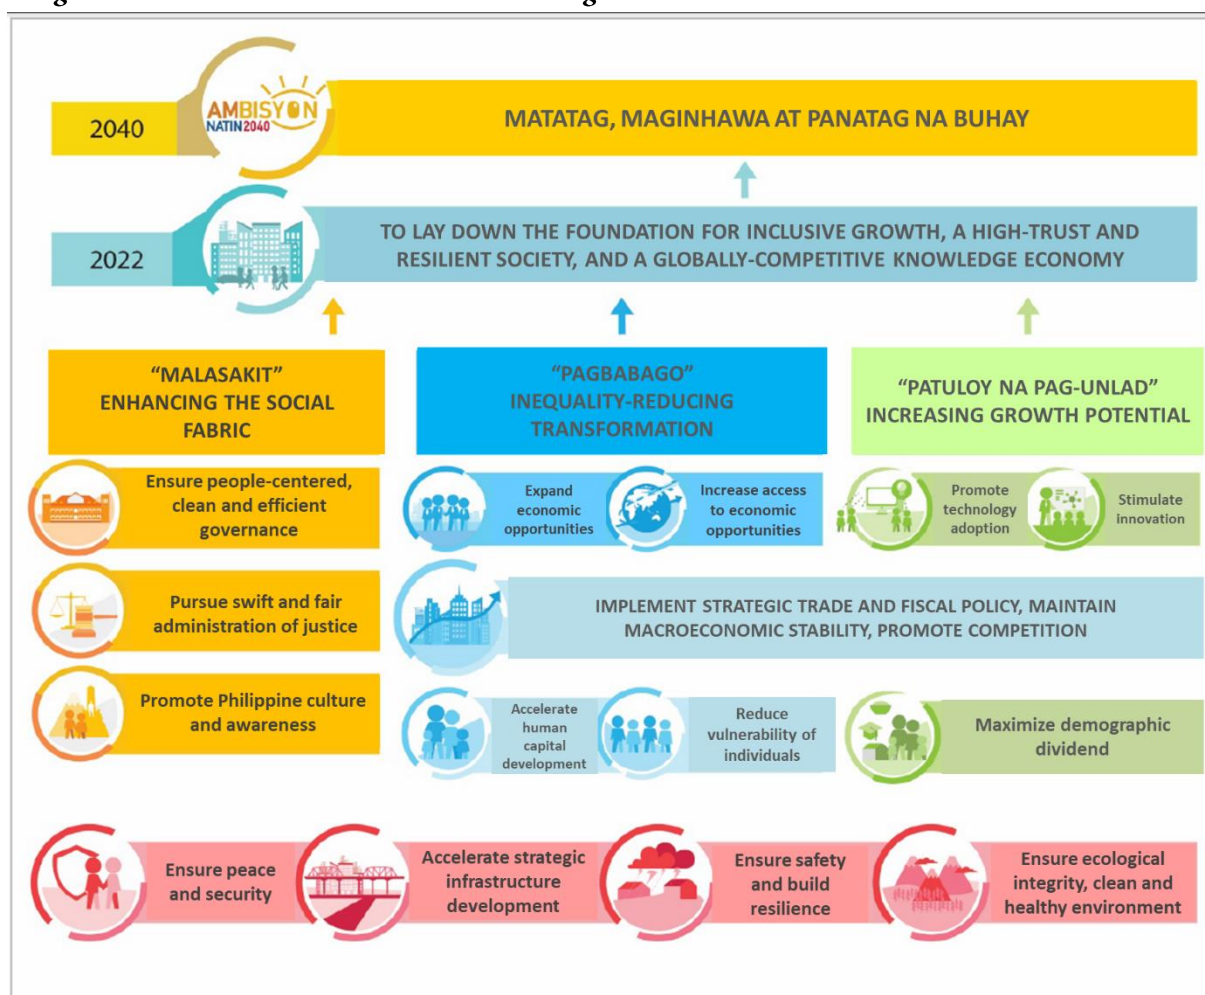 2040
AMBISYON
NATIN2040
MATATAG, MAGINHAWA AT PANATAG NA BUHAY
2022
TO LAY DOWN THE FOUNDATION FOR INCLUSIVE GROWTH, A HIGH-TRUST AND
RESILIENT SOCIETY, AND A GLOBALLY-COMPETITIVE KNOWLEDGE ECONOMY
“MALASAKIT”
ENHANCING THE SOCIAL
FABRIC
“PAGBABAGO”
INEQUALITY-REDUCING
TRANSFORMATION
“PATULOY NA PAG-UNLAD”
INCREASING GROWTH POTENTIAL
Ensure people-centered,
clean and efficient
governance
Expand
economic
opportunities
Increase access
to economic
opportunities
Promote
technology
adoption
Stimulate
innovation
Pursue swift and fair
administration of justice
IMPLEMENT STRATEGIC TRADE AND FISCAL POLICY, MAINTAIN
MACROECONOMIC STABILITY, PROMOTE COMPETITION
Promote Philippine culture
and awareness
Accelerate
human
capital
development
Reduce
vulnerability of
individuals
Maximize demographic
dividend
Ensure peace
and security
Accelerate strategic
infrastructure
development
Ensure safety
and build
resilience
Ensure ecological
integrity, clean and
healthy environment